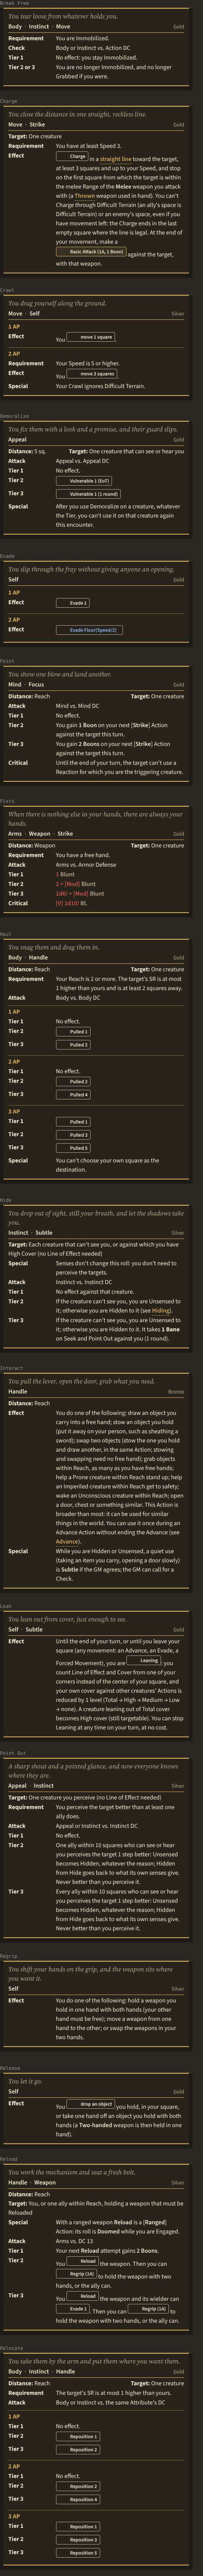 Break Free
You tear loose from whatever holds you.
Body · Instinct · Move Gold
Requirement You are Immobilized.
Check Body or Instinct vs. Action DC
Tier 1 No effect: you stay Immobilized.
Tier 2 or 3 You are no longer Immobilized, and no longer
Grabbed if you were.
Charge
You close the distance in one straight, reckless line.
Move · Strike Gold
Target: One creature
Requirement You have at least Speed 3.
Effect Charge in a straight line toward the target,
at least 3 squares and up to your Speed, and stop
on the first square from which the target is within
the melee Range of the Melee weapon you attack
with (a Thrown weapon used in hand). You can't
Charge through Difficult Terrain (an ally's space is
Difficult Terrain) or an enemy's space, even if you
have movement left: the Charge ends in the last
empty square where the line is legal. At the end of
your movement, make a
Basic Attack (1A, 1 Boon) against the target,
with that weapon.
Crawl
You drag yourself along the ground.
Move · Self Silver
1 AP
Effect You move 1 square.
2 AP
Requirement Your Speed is 5 or higher.
Effect You move 3 squares.
Special Your Crawl ignores Difficult Terrain.
Demoralize
You fix them with a look and a promise, and their guard slips.
Appeal Gold
Distance: 5 sq. Target: One creature that can see or hear you
Attack Appeal vs. Appeal DC
Tier 1 No effect.
Tier 2 Vulnerable 1 (EoT)
Tier 3 Vulnerable 1 (1 round)
Special After you use Demoralize on a creature, whatever
the Tier, you can't use it on that creature again
this encounter.
Evade
You slip through the fray without giving anyone an opening.
Self Gold
1 AP
Effect Evade 1
2 AP
Effect Evade Floor(Speed/2)
Feint
You show one blow and land another.
Mind · Focus Gold
Distance: Reach Target: One creature
Attack Mind vs. Mind DC
Tier 1 No effect.
Tier 2 You gain 1 Boon on your next [Strike] Action
against the target this turn.
Tier 3 You gain 2 Boons on your next [Strike] Action
against the target this turn.
Critical Until the end of your turn, the target can't use a
Reaction for which you are the triggering creature.
Fists
When there is nothing else in your hands, there are always your
hands.
Arms · Weapon · Strike Gold
Distance: Weapon Target: One creature
Requirement You have a free hand.
Attack Arms vs. Armor Defense
Tier 1 1 Blunt
Tier 2 2 + [Mod] Blunt
Tier 3 1d6! + [Mod] Blunt
Critical [V] 1d10! Bl.
Haul
You snag them and drag them in.
Body · Handle Gold
Distance: Reach Target: One creature
Requirement Your Reach is 2 or more. The target's SR is at most
1 higher than yours and is at least 2 squares away.
Attack Body vs. Body DC
1 AP
Tier 1 No effect.
Tier 2 Pulled 1
Tier 3 Pulled 2
2 AP
Tier 1 No effect.
Tier 2 Pulled 2
Tier 3 Pulled 4
3 AP
Tier 1 Pulled 1
Tier 2 Pulled 3
Tier 3 Pulled 5
Special You can't choose your own square as the
destination.
Hide
You drop out of sight, still your breath, and let the shadows take
you.
Instinct · Subtle Silver
Target: Each creature that can't see you, or against which you have
High Cover (no Line of Effect needed)
Special Senses don't change this roll: you don't need to
perceive the targets.
Attack Instinct vs. Instinct DC
Tier 1 No effect against that creature.
Tier 2 If the creature can't see you, you are Unsensed to
it; otherwise you are Hidden to it (see Hiding).
Tier 3 If the creature can't see you, you are Unsensed to
it; otherwise you are Hidden to it. It takes 1 Bane
on Seek and Point Out against you (1 round).
Interact
You pull the lever, open the door, grab what you need.
Handle Bronze
Distance: Reach
Effect You do one of the following: draw an object you
carry into a free hand; stow an object you hold
(put it away on your person, such as sheathing a
sword); swap two objects (stow the one you hold
and draw another, in the same Action; stowing
and swapping need no free hand); grab objects
within Reach, as many as you have free hands;
help a Prone creature within Reach stand up; help
an Imperiled creature within Reach get to safety;
wake an Unconscious creature within Reach; open
a door, chest or something similar. This Action is
broader than most: it can be used for similar
things in the world. You can use it once during an
Advance Action without ending the Advance (see
Advance).
Special While you are Hidden or Unsensed, a quiet use
(taking an item you carry, opening a door slowly)
is Subtle if the GM agrees; the GM can call for a
Check.
Lean
You lean out from cover, just enough to see.
Self · Subtle Gold
Effect Until the end of your turn, or until you leave your
square (any movement: an Advance, an Evade, a
Forced Movement), you are Leaning: you
count Line of Effect and Cover from one of your
corners instead of the center of your square, and
your own cover against other creatures' Actions is
reduced by 1 level (Total → High → Medium → Low
→ none). A creature leaning out of Total cover
becomes High cover (still targetable). You can stop
Leaning at any time on your turn, at no cost.
Point Out
A sharp shout and a pointed glance, and now everyone knows
where they are.
Appeal · Instinct Silver
Target: One creature you perceive (no Line of Effect needed)
Requirement You perceive the target better than at least one
ally does.
Attack Appeal or Instinct vs. Instinct DC
Tier 1 No effect.
Tier 2 One ally within 10 squares who can see or hear
you perceives the target 1 step better: Unsensed
becomes Hidden, whatever the reason; Hidden
from Hide goes back to what its own senses give.
Never better than you perceive it.
Tier 3 Every ally within 10 squares who can see or hear
you perceives the target 1 step better: Unsensed
becomes Hidden, whatever the reason; Hidden
from Hide goes back to what its own senses give.
Never better than you perceive it.
Regrip
You shift your hands on the grip, and the weapon sits where
you want it.
Self Silver
Effect You do one of the following: hold a weapon you
hold in one hand with both hands (your other
hand must be free); move a weapon from one
hand to the other; or swap the weapons in your
two hands.
Release
You let it go.
Self Gold
Effect You drop an object you hold, in your square,
or take one hand off an object you hold with both
hands (a Two-handed weapon is then held in one
hand).
Reload
You work the mechanism and seat a fresh bolt.
Handle · Weapon Silver
Distance: Reach
Target: You, or one ally within Reach, holding a weapon that must be
Reloaded
Special With a ranged weapon Reload is a [Ranged]
Action: its roll is Doomed while you are Engaged.
Attack Arms vs. DC 13
Tier 1 Your next Reload attempt gains 2 Boons.
Tier 2 You Reload the weapon. Then you can
Regrip (1A) to hold the weapon with two
hands, or the ally can.
Tier 3 You Reload the weapon and its wielder can
Evade 1. Then you can Regrip (1A) to
hold the weapon with two hands, or the ally can.
Relocate
You take them by the arm and put them where you want them.
Body · Instinct · Handle Gold
Distance: Reach Target: One creature
Requirement The target's SR is at most 1 higher than yours.
Attack Body or Instinct vs. the same Attribute's DC
1 AP
Tier 1 No effect.
Tier 2 Reposition 1
Tier 3 Reposition 2
2 AP
Tier 1 No effect.
Tier 2 Reposition 2
Tier 3 Reposition 4
3 AP
Tier 1 Reposition 1
Tier 2 Reposition 3
Tier 3 Reposition 5